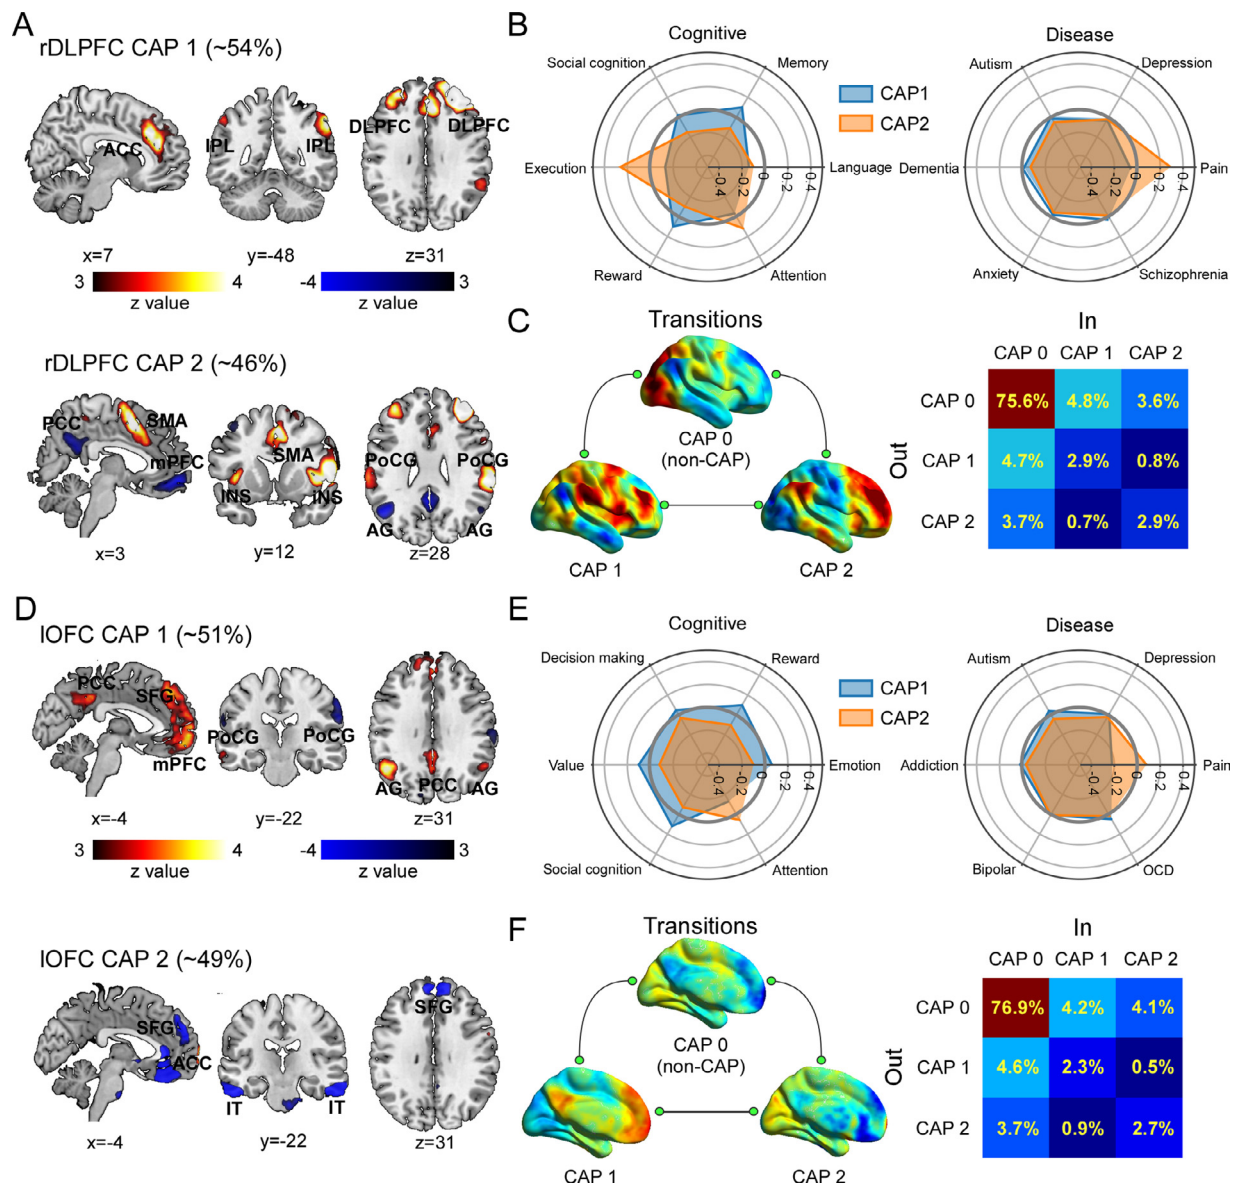 A
rDLPFC CAP 1 (~54%)
ACC
IPL
IPL
DLPFC
DLPFC
x=7
y=-48
z=31
3
4
-4
3
z value
z value
rDLPFC CAP 2 (~46%)
PCC
SMA
mPFC
SMA
INS
INS
PoCG
PoCG
AG
AG
x=3
y=12
z=28
B
Cognitive
Social cognition
Memory
Execution
Language
Reward
Attention
-0.4
-0.2
0
0.2
0.4
CAP1
CAP2
Disease
Autism
Depression
Dementia
Pain
Anxiety
Schizophrenia
-0.4
-0.2
0
0.2
0.4
C
Transitions
CAP 0
(non-CAP)
CAP 1
CAP 2
In
CAP 0 CAP 1 CAP 2
Out
CAP 0 75.6% 4.8% 3.6%
CAP 1 4.7% 2.9% 0.8%
CAP 2 3.7% 0.7% 2.9%
D
lOFC CAP 1 (~51%)
PCC
SFG
mPFC
PoCG
PoCG
AG
PCC
AG
x=-4
y=-22
z=31
3
4
-4
3
z value
z value
lOFC CAP 2 (~49%)
SFG
ACC
IT
IT
SFG
x=-4
y=-22
z=31
E
Cognitive
Decision making
Reward
Value
Emotion
Social cognition
Attention
-0.4
-0.2
0
0.2
0.4
CAP1
CAP2
Disease
Autism
Depression
Addiction
Pain
Bipolar
OCD
-0.4
-0.2
0
0.2
0.4
F
Transitions
CAP 0
(non-CAP)
CAP 1
CAP 2
In
CAP 0 CAP 1 CAP 2
Out
CAP 0 76.9% 4.2% 4.1%
CAP 1 4.6% 2.3% 0.5%
CAP 2 3.7% 0.9% 2.7%